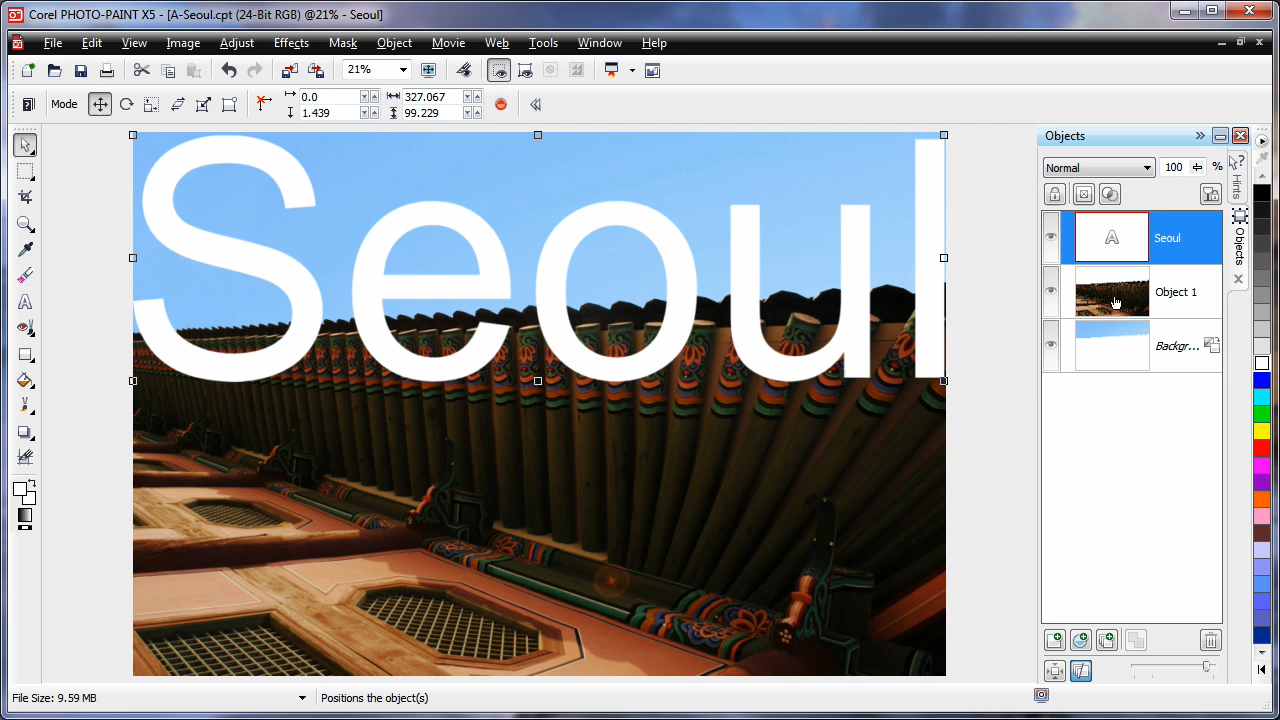 Corel PHOTO-PAINT X5 - [A-Seoul.cpt (24-Bit RGB) @21% - Seoul]
File Edit View Image Adjust Effects Mask Object Movie Web Tools Window Help
21%
Mode 0.0 327.067
1.439 99.229
Seoul
Objects
Normal 100 %
Hints
Objects
A Seoul
Object 1
Backgr...
A
File Size: 9.59 MB Positions the object(s)